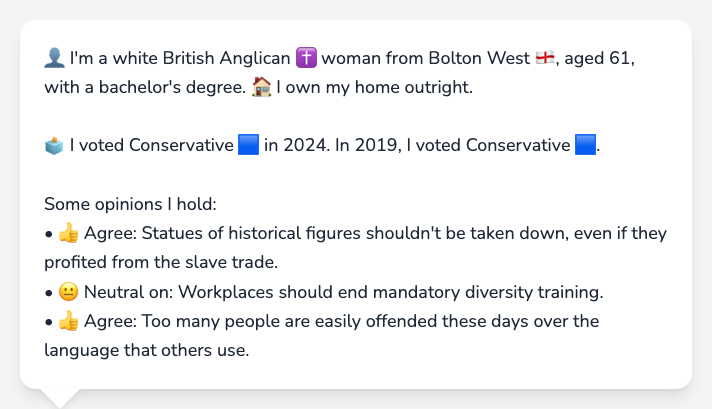 👤 I'm a white British Anglican ✝️ woman from Bolton West 🏴󠁧󠁢󠁥󠁮󠁧󠁿, aged 61,
with a bachelor's degree. 🏠 I own my home outright.
🗳️ I voted Conservative 🟦 in 2024. In 2019, I voted Conservative 🟦.
Some opinions I hold:
• 👍 Agree: Statues of historical figures shouldn't be taken down, even if they
profited from the slave trade.
• 😐 Neutral on: Workplaces should end mandatory diversity training.
• 👍 Agree: Too many people are easily offended these days over the
language that others use.